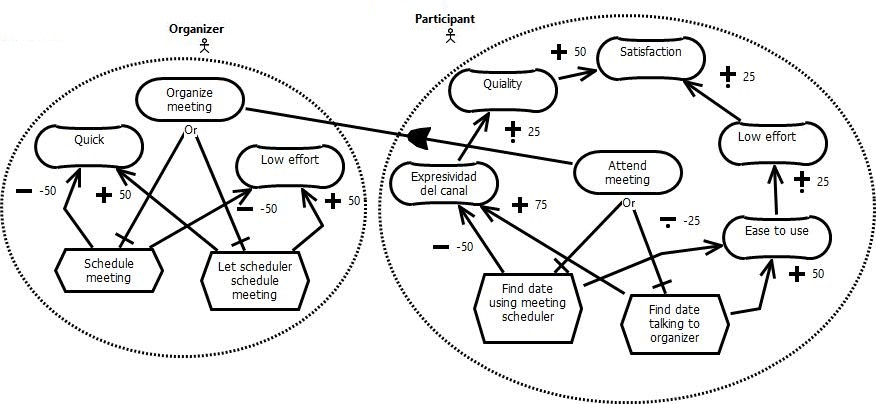 Organizer
Participant
Organize
meeting
Or
Quick
Low effort
- -50
+ 50
- -50
+ 50
Schedule
meeting
Let scheduler
schedule
meeting
+ 50
Satisfaction
Quiality
+ 25
+ 25
Low effort
Expresividad
del canal
Attend
meeting
Or
+ 25
+ 75
- -25
Ease to use
- -50
+ 50
Find date
using meeting
scheduler
Find date
talking to
organizer